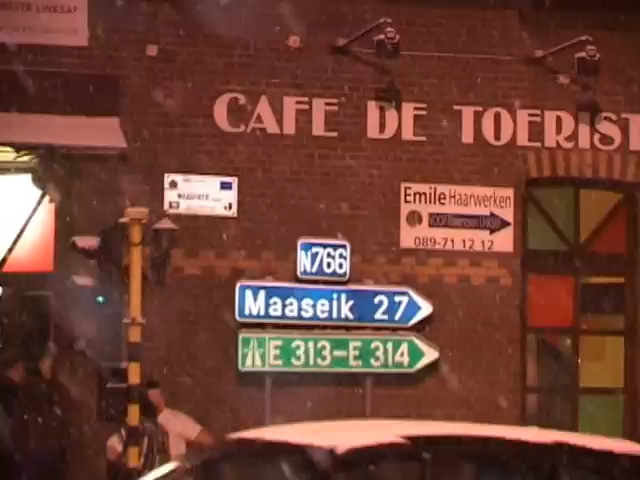 CAFE DE TOERIST
Emile Haarwerken
089-71 12 12
N766
Maaseik 27
E 313-E 314